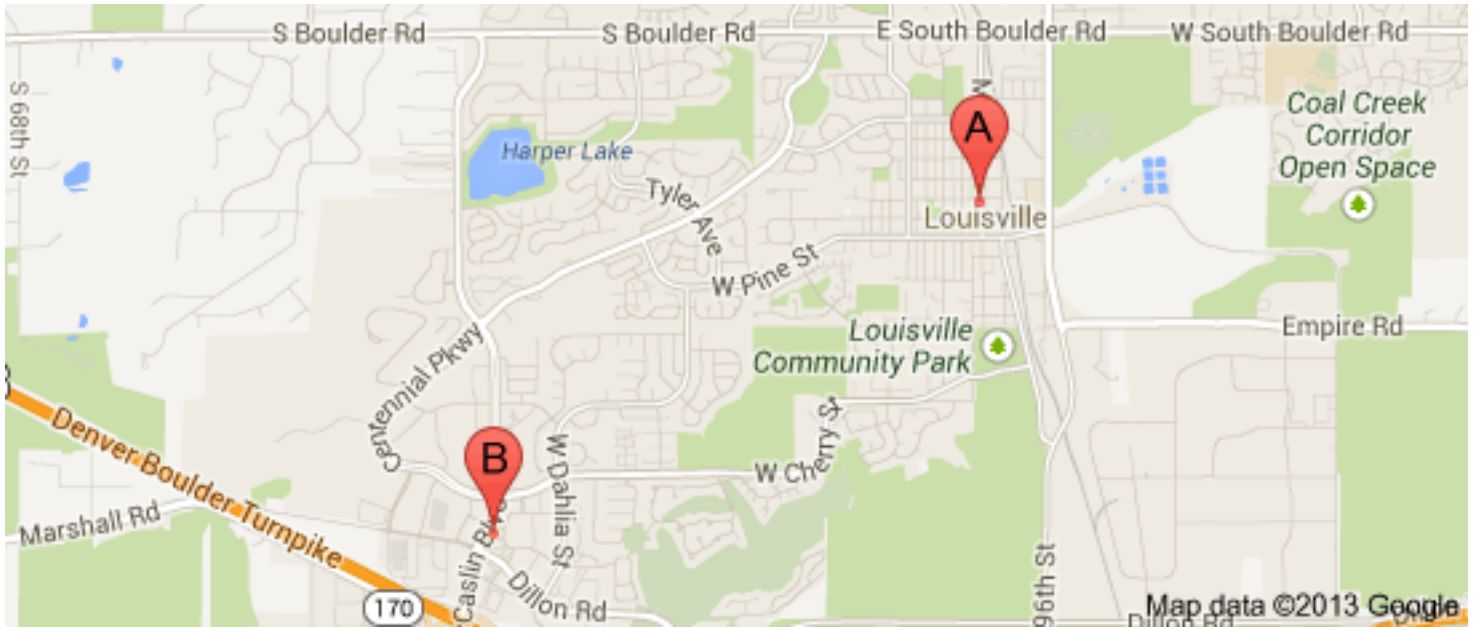 S Boulder Rd
S Boulder Rd
E South Boulder Rd
W South Boulder Rd
S 68th St
M
A
Coal Creek
Corridor
Open Space
Harper Lake
Tyler Ave
Louisville
W Pine St
Empire Rd
Louisville
Community Park
Centennial Pkwy
Denver Boulder Turnpike
B
W Dahlia St
W Cherry St
Marshall Rd
Caslin Blvd
Dillon Rd
170
96th St
Dillon Rd
Map data ©2013 Google